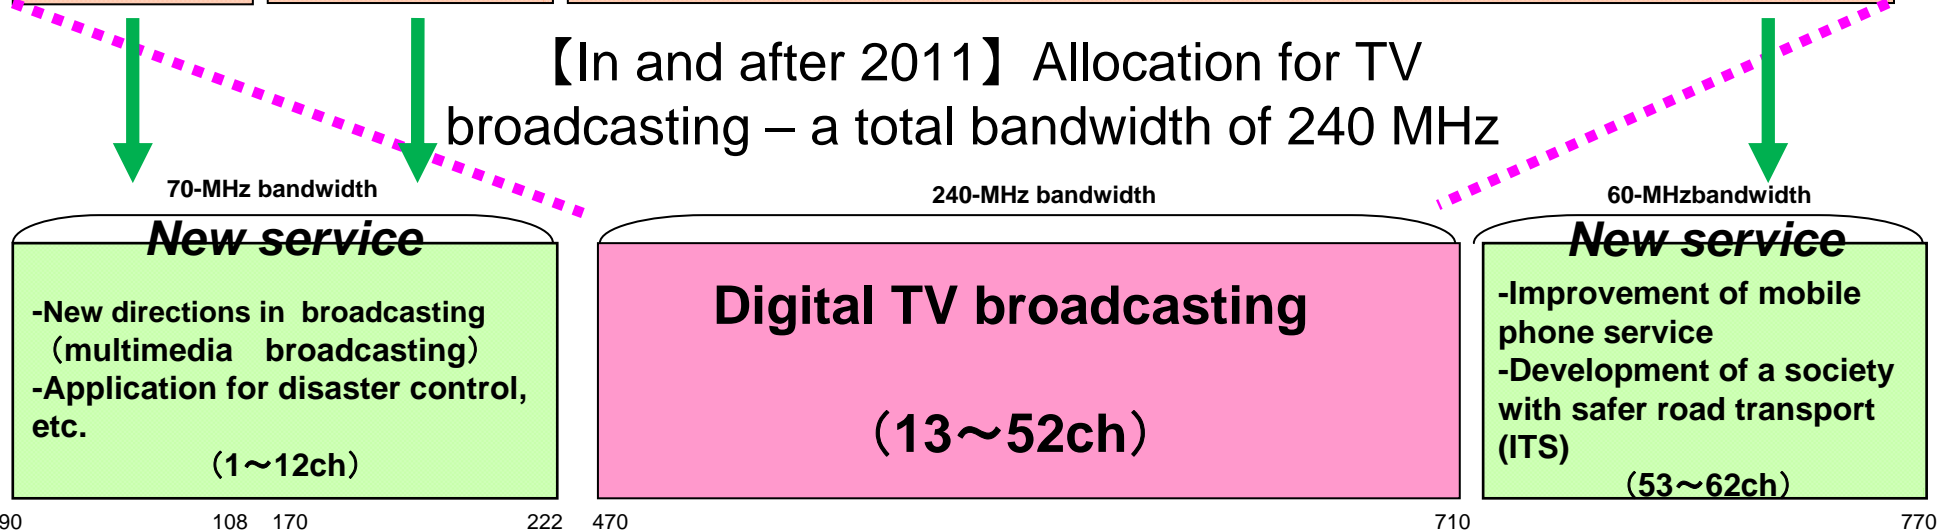 【In and after 2011】 Allocation for TV
broadcasting – a total bandwidth of 240 MHz
70-MHz bandwidth
240-MHz bandwidth
60-MHzbandwidth
New service
-New directions in broadcasting
（multimedia　broadcasting）
-Application for disaster control,
etc.
（1～12ch）
Digital TV broadcasting
（13～52ch）
New service
-Improvement of mobile
phone service
-Development of a society
with safer road transport
(ITS)
（53～62ch）
90 108 170 222 470 710 770